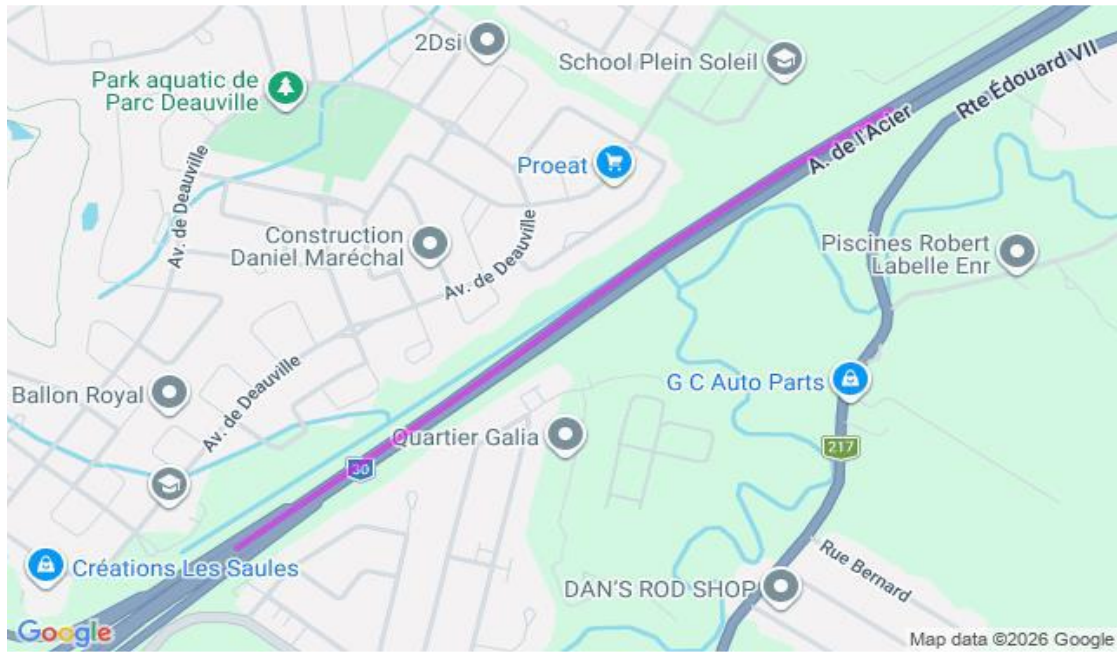 2Dsi
School Plein Soleil
Park aquatic de
Parc Deauville
Rte Édouard VII
A. de l'Acier
Proeat
Av. de Deauville
Construction
Daniel Maréchal
Av. de Deauville
Piscines Robert
Labelle Enr
Av. de Deauville
Ballon Royal
G C Auto Parts
Quartier Galia
217
30
Rue Bernard
Créations Les Saules
DAN'S ROD SHOP
Google
Map data ©2026 Google